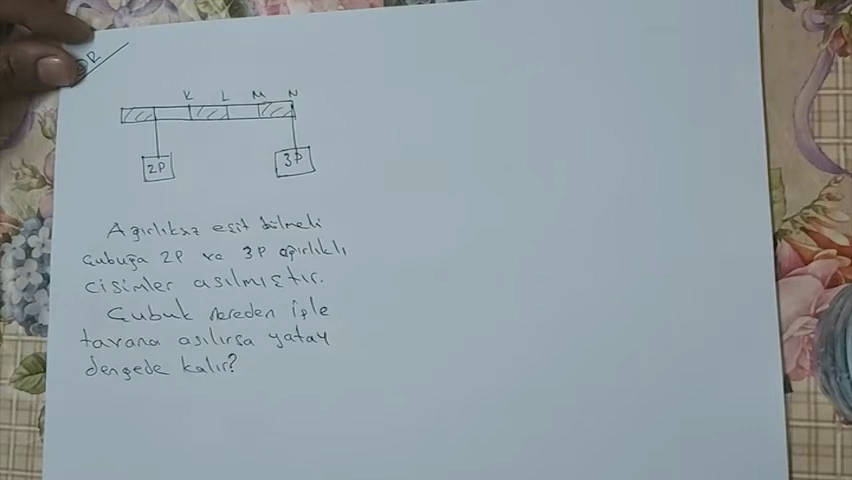 ÖR
K L M N
2P 3P
Ağırlıksız eşit bölmeli
çubuğa 2P ve 3P ağırlıklı
cisimler asılmıştır.
Çubuk nereden iple
tavana asılırsa yatay
dengede kalır?